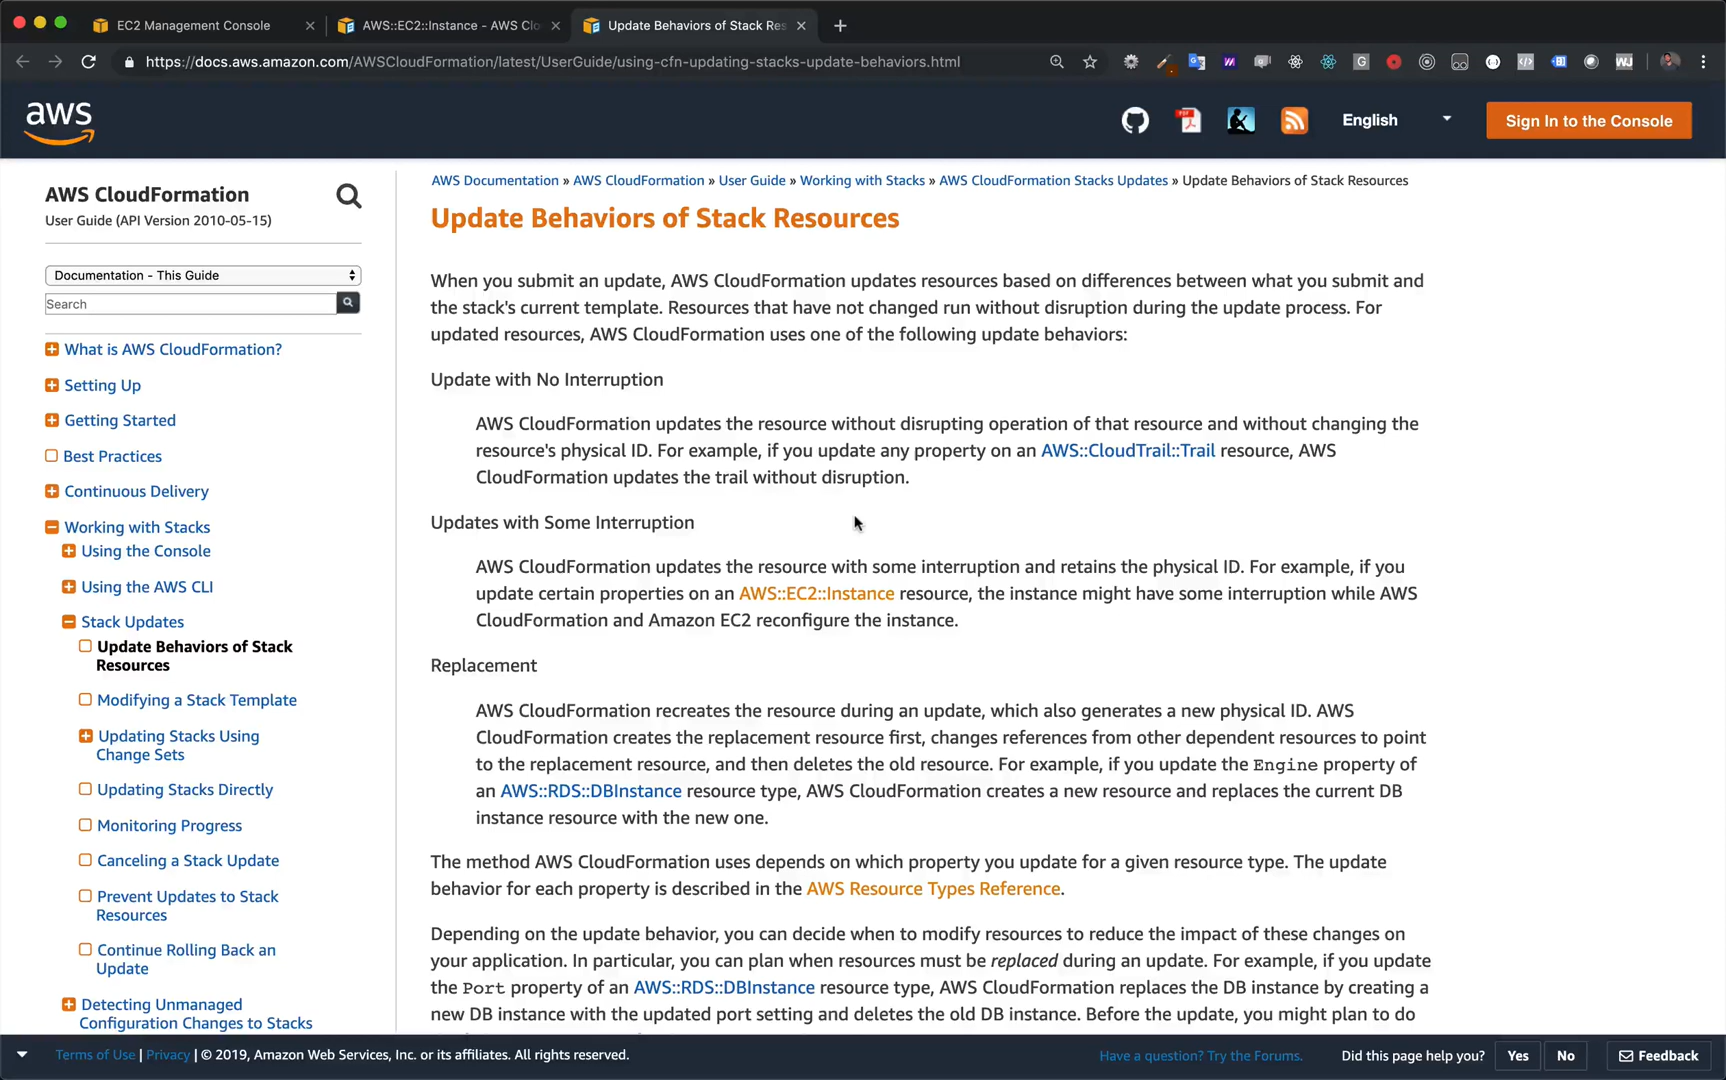 EC2 Management Console
AWS::EC2::Instance - AWS Clo
Update Behaviors of Stack Res
https://docs.aws.amazon.com/AWSCloudFormation/latest/UserGuide/using-cfn-updating-stacks-update-behaviors.html
aws
English
Sign In to the Console
AWS CloudFormation
User Guide (API Version 2010-05-15)
Documentation - This Guide
Search
What is AWS CloudFormation?
Setting Up
Getting Started
Best Practices
Continuous Delivery
Working with Stacks
Using the Console
Using the AWS CLI
Stack Updates
Update Behaviors of Stack
Resources
Modifying a Stack Template
Updating Stacks Using
Change Sets
Updating Stacks Directly
Monitoring Progress
Canceling a Stack Update
Prevent Updates to Stack
Resources
Continue Rolling Back an
Update
Detecting Unmanaged
Configuration Changes to Stacks
AWS Documentation » AWS CloudFormation » User Guide » Working with Stacks » AWS CloudFormation Stacks Updates » Update Behaviors of Stack Resources
Update Behaviors of Stack Resources
When you submit an update, AWS CloudFormation updates resources based on differences between what you submit and
the stack's current template. Resources that have not changed run without disruption during the update process. For
updated resources, AWS CloudFormation uses one of the following update behaviors:
Update with No Interruption
AWS CloudFormation updates the resource without disrupting operation of that resource and without changing the
resource's physical ID. For example, if you update any property on an AWS::CloudTrail::Trail resource, AWS
CloudFormation updates the trail without disruption.
Updates with Some Interruption
AWS CloudFormation updates the resource with some interruption and retains the physical ID. For example, if you
update certain properties on an AWS::EC2::Instance resource, the instance might have some interruption while AWS
CloudFormation and Amazon EC2 reconfigure the instance.
Replacement
AWS CloudFormation recreates the resource during an update, which also generates a new physical ID. AWS
CloudFormation creates the replacement resource first, changes references from other dependent resources to point
to the replacement resource, and then deletes the old resource. For example, if you update the Engine property of
an AWS::RDS::DBInstance resource type, AWS CloudFormation creates a new resource and replaces the current DB
instance resource with the new one.
The method AWS CloudFormation uses depends on which property you update for a given resource type. The update
behavior for each property is described in the AWS Resource Types Reference.
Depending on the update behavior, you can decide when to modify resources to reduce the impact of these changes on
your application. In particular, you can plan when resources must be replaced during an update. For example, if you update
the Port property of an AWS::RDS::DBInstance resource type, AWS CloudFormation replaces the DB instance by creating a
new DB instance with the updated port setting and deletes the old DB instance. Before the update, you might plan to do
Terms of Use | Privacy | © 2019, Amazon Web Services, Inc. or its affiliates. All rights reserved.
Have a question? Try the Forums.
Did this page help you?
Yes
No
Feedback